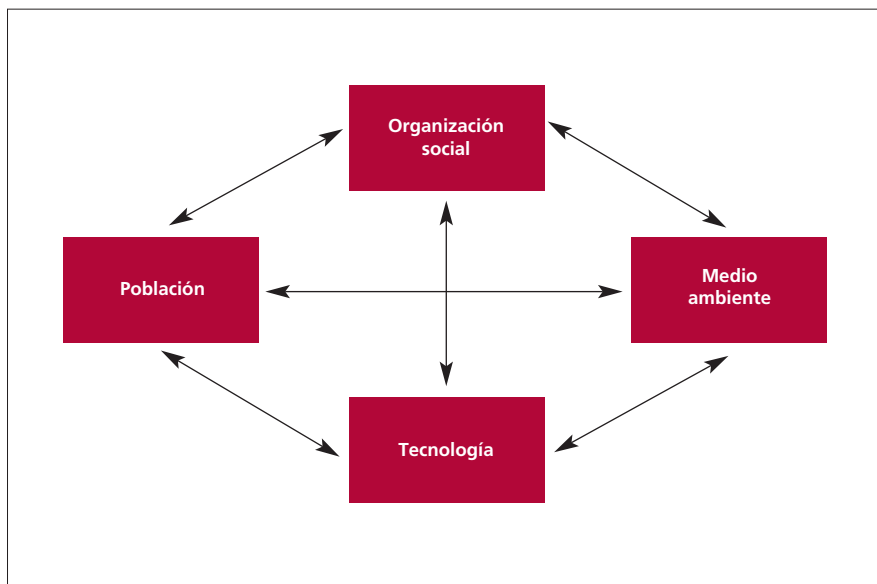 Organización
social
Población
Medio
ambiente
Tecnología